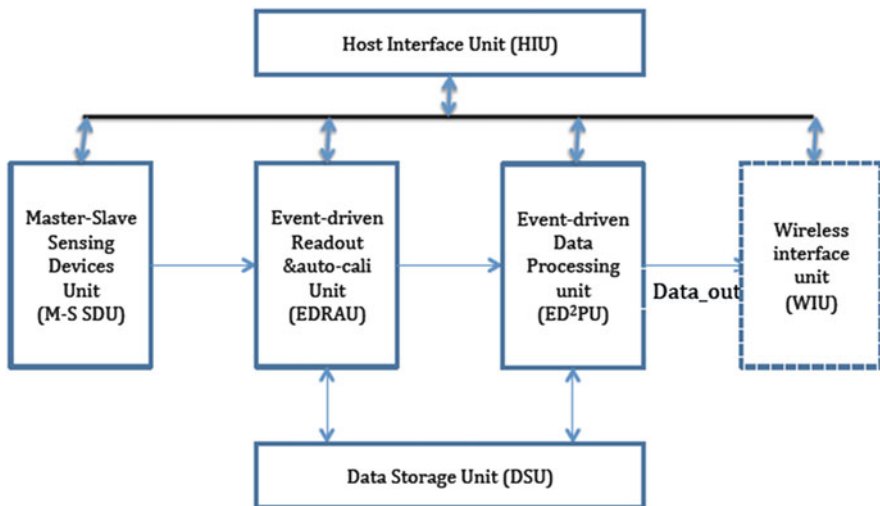 Host Interface Unit (HIU)
Master-Slave
Sensing
Devices
Unit
(M-S SDU)
Event-driven
Readout
&auto-cali
Unit
(EDRAU)
Event-driven
Data
Processing
unit
(ED²PU)
Data_out
Wireless
interface
unit
(WIU)
Data Storage Unit (DSU)